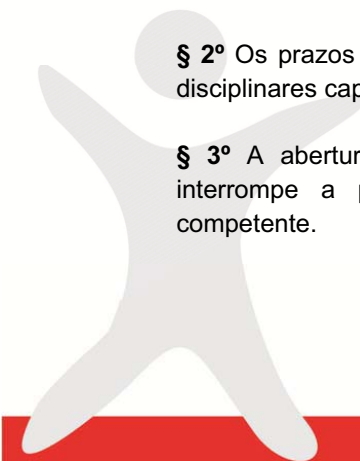 § 2º Os prazos
disciplinares cap
§ 3º A abertur
interrompe a p
competente.